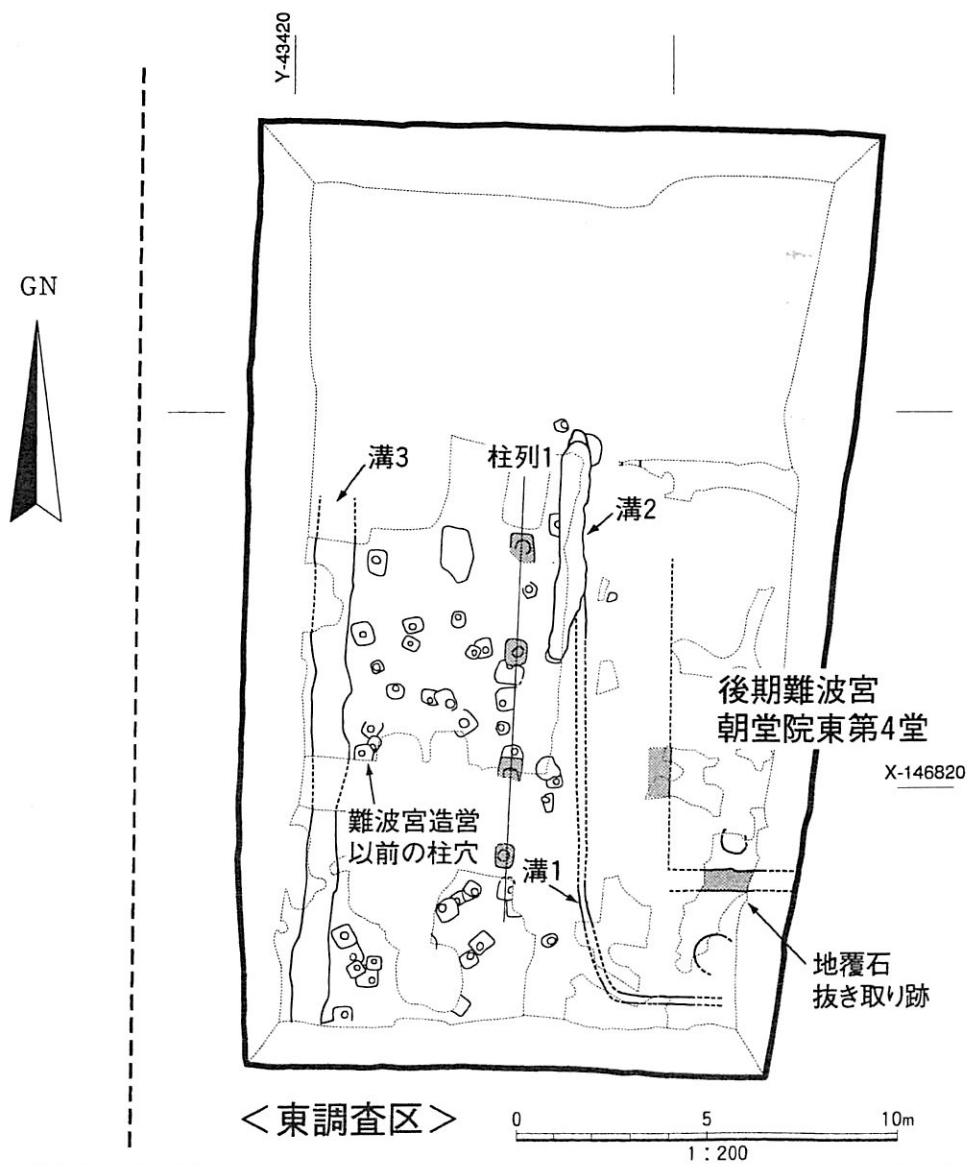 Y-43420
GN
溝3
柱列1
溝2
後期難波宮
朝堂院東第4堂
X-146820
難波宮造営
以前の柱穴
溝1
地覆石
抜き取り跡
<東調査区>
0 5 10m
1:200